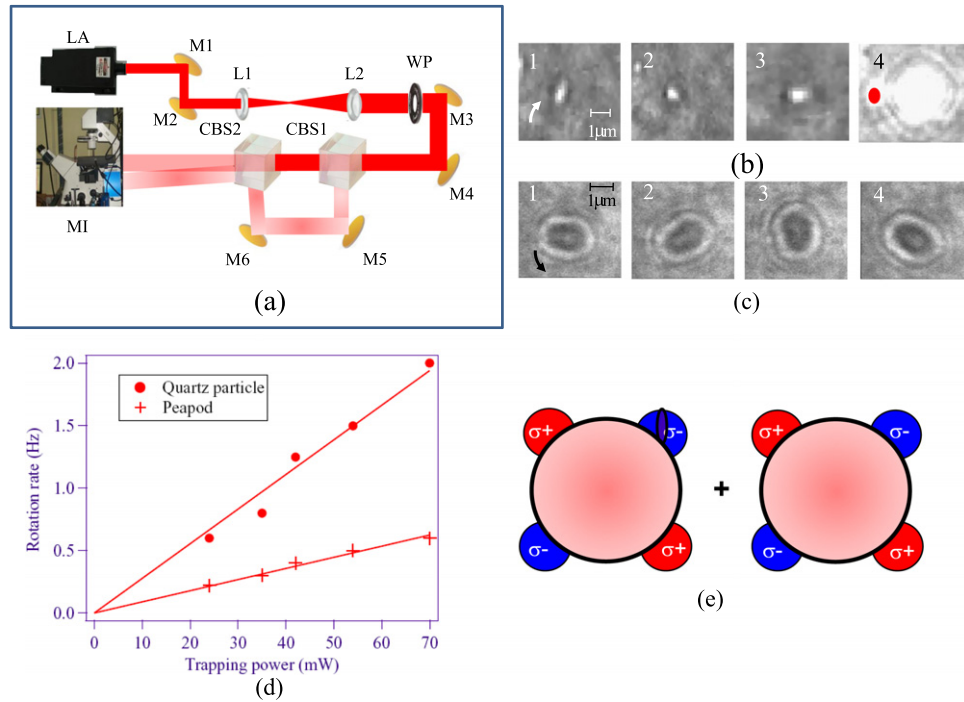 LA
M1
L1
L2
WP
M2
CBS2
CBS1
M3
M4
MI
M6
M5
(a)
1
2
3
4
1μm
(b)
1
1μm
2
3
4
(c)
2.0
1.5
1.0
0.5
0.0
Rotation rate (Hz)
Quartz particle
Peapod
0 10 20 30 40 50 60 70
Trapping power (mW)
(d)
σ+ σ- σ+ σ-
+
σ- σ+ σ- σ+
(e)